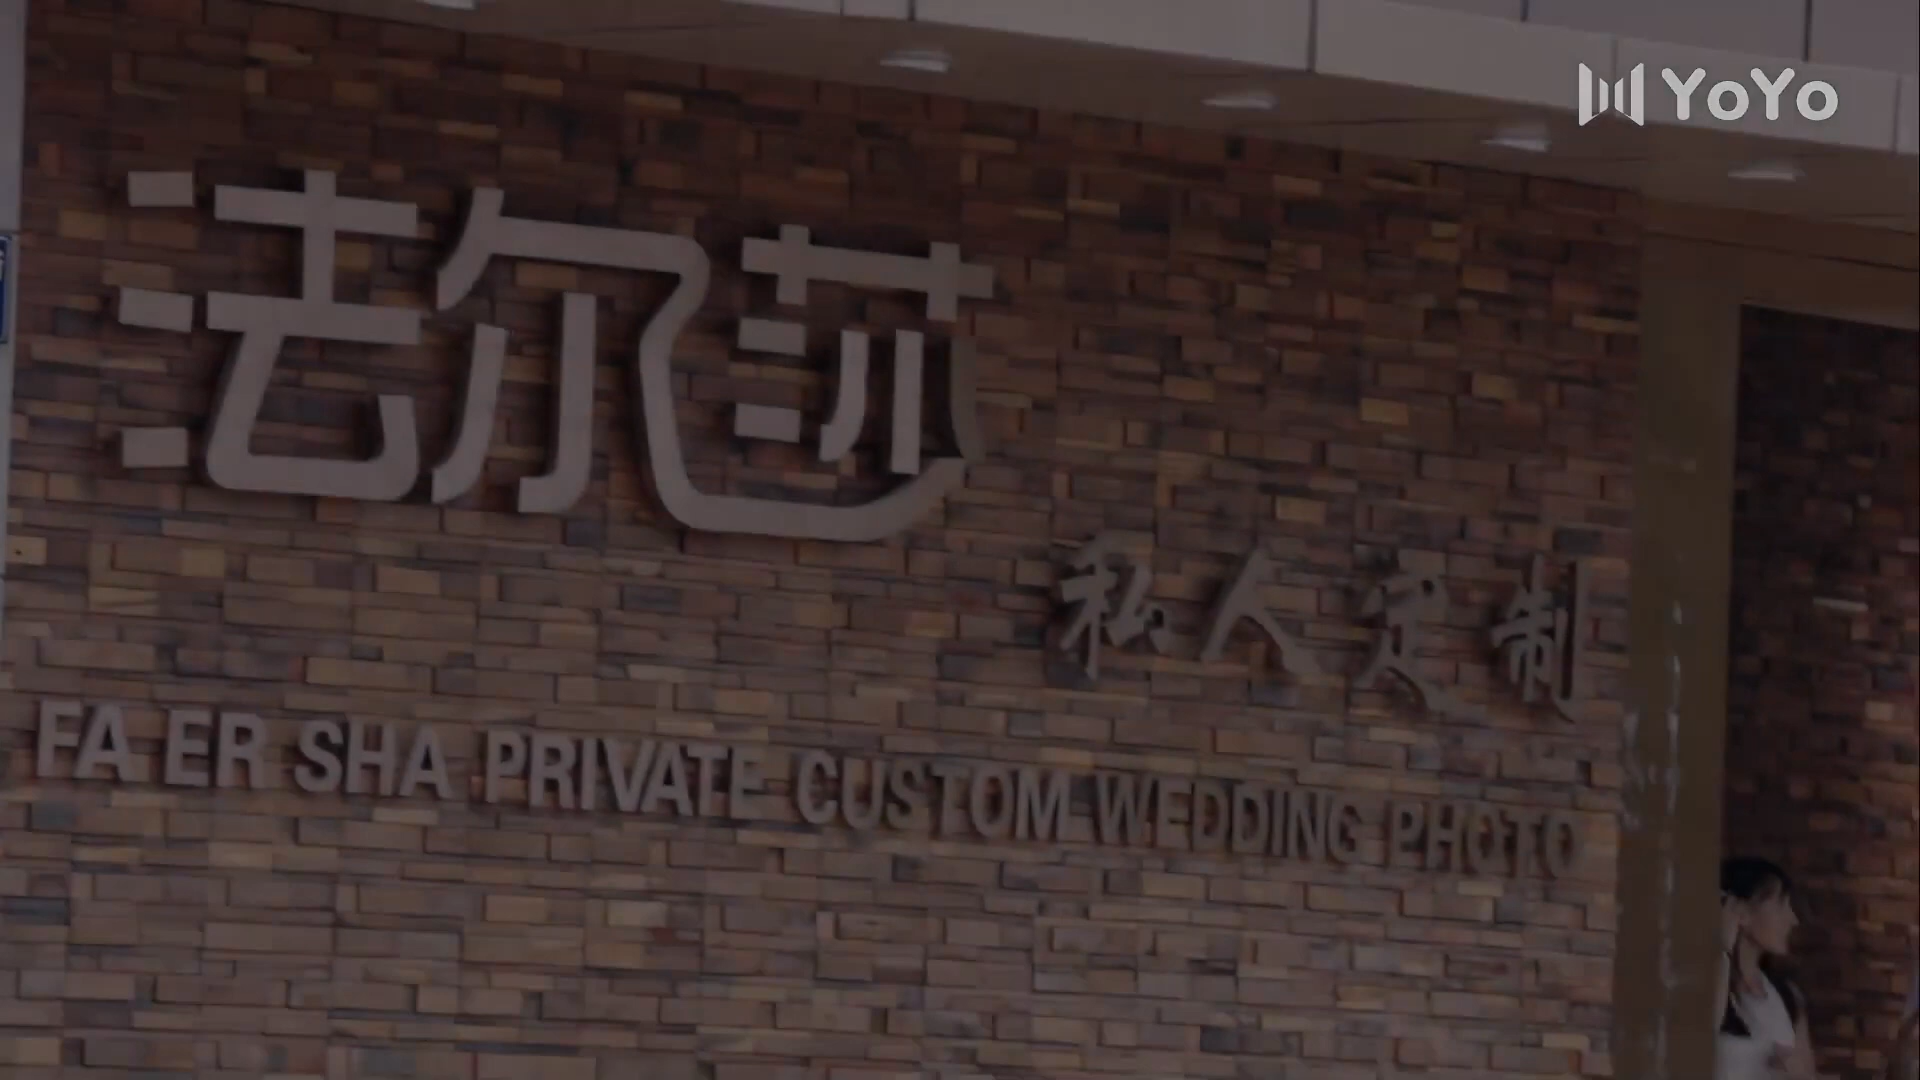 YoYo
法尔莎
私人定制
FA ER SHA PRIVATE CUSTOM WEDDING PHOTO